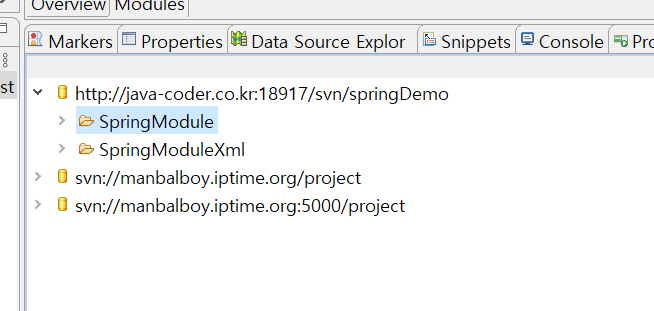 Overview Modules
Markers Properties Data Source Explor Snippets Console Pro
st
http://java-coder.co.kr:18917/svn/springDemo
SpringModule
SpringModuleXml
svn://manbalboy.iptime.org/project
svn://manbalboy.iptime.org:5000/project